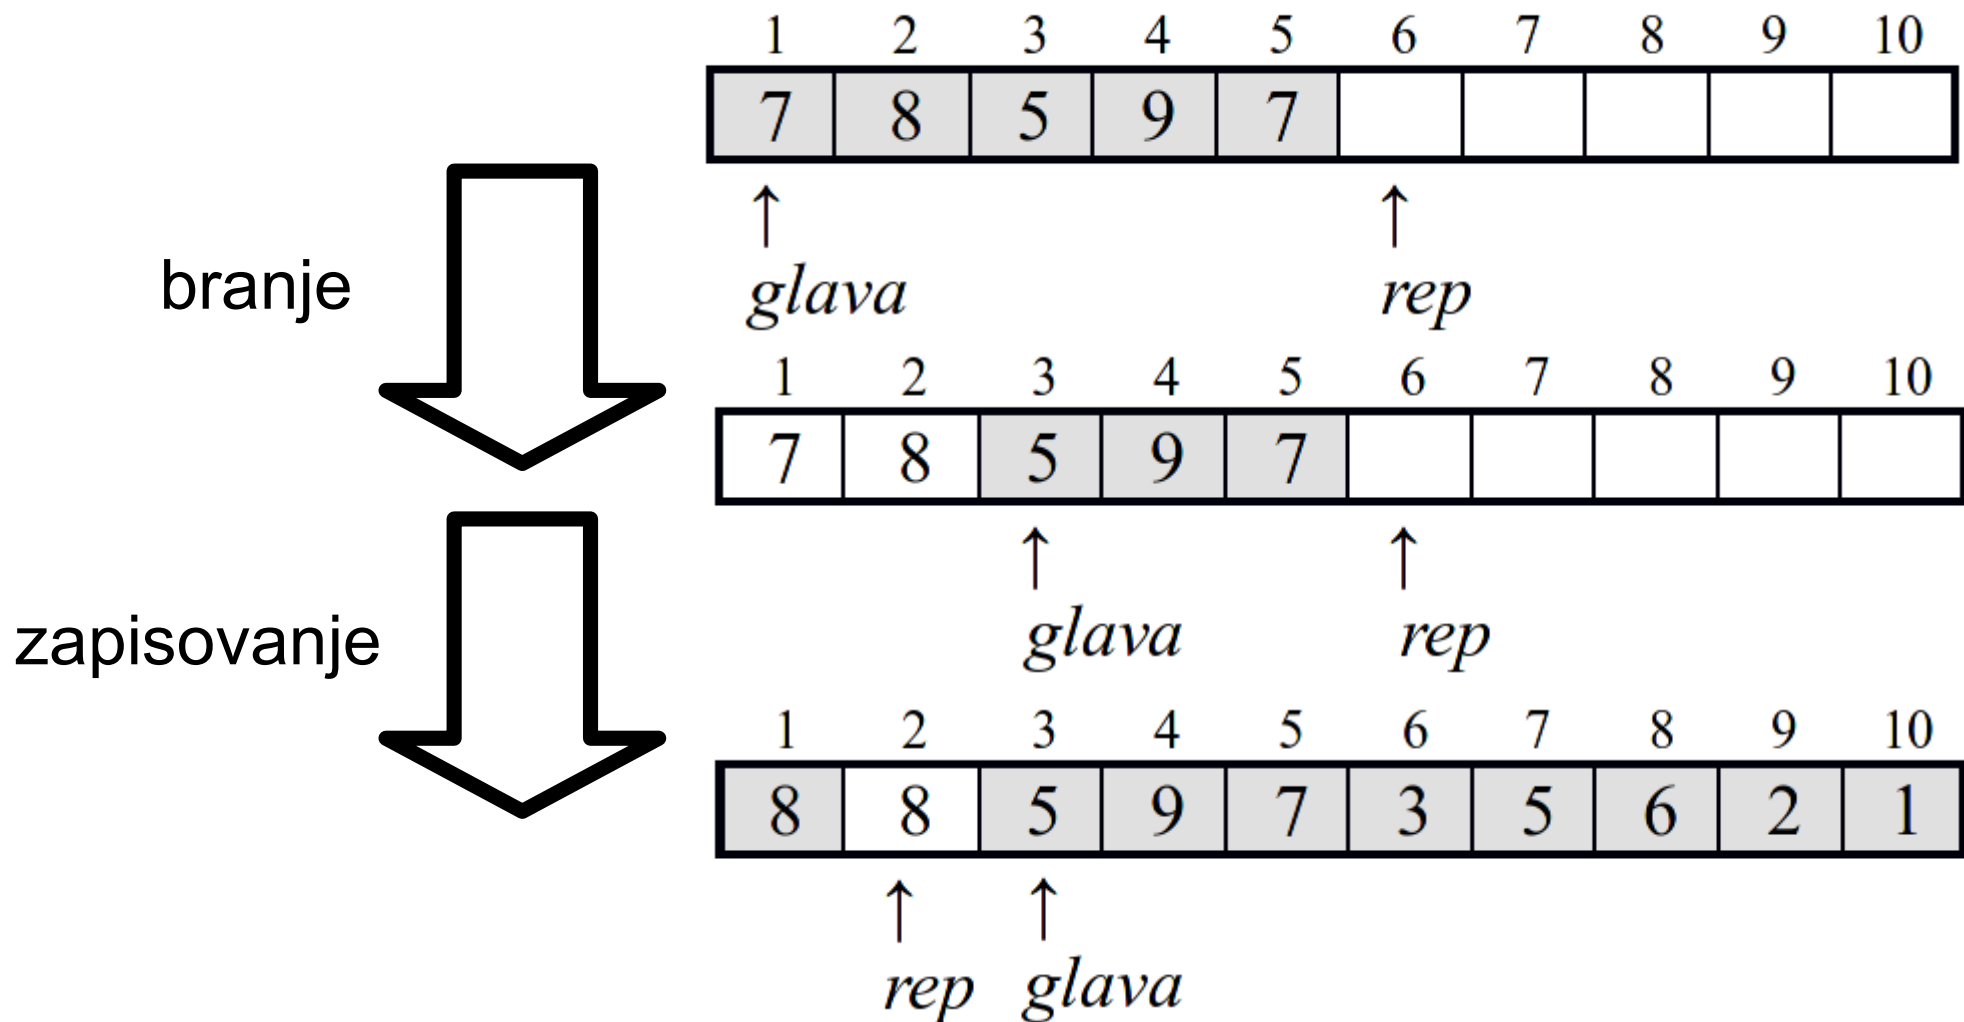 1 2 3 4 5 6 7 8 9 10
7 8 5 9 7
glava rep
branje
1 2 3 4 5 6 7 8 9 10
7 8 5 9 7
glava rep
zapisovanje
1 2 3 4 5 6 7 8 9 10
8 8 5 9 7 3 5 6 2 1
rep glava